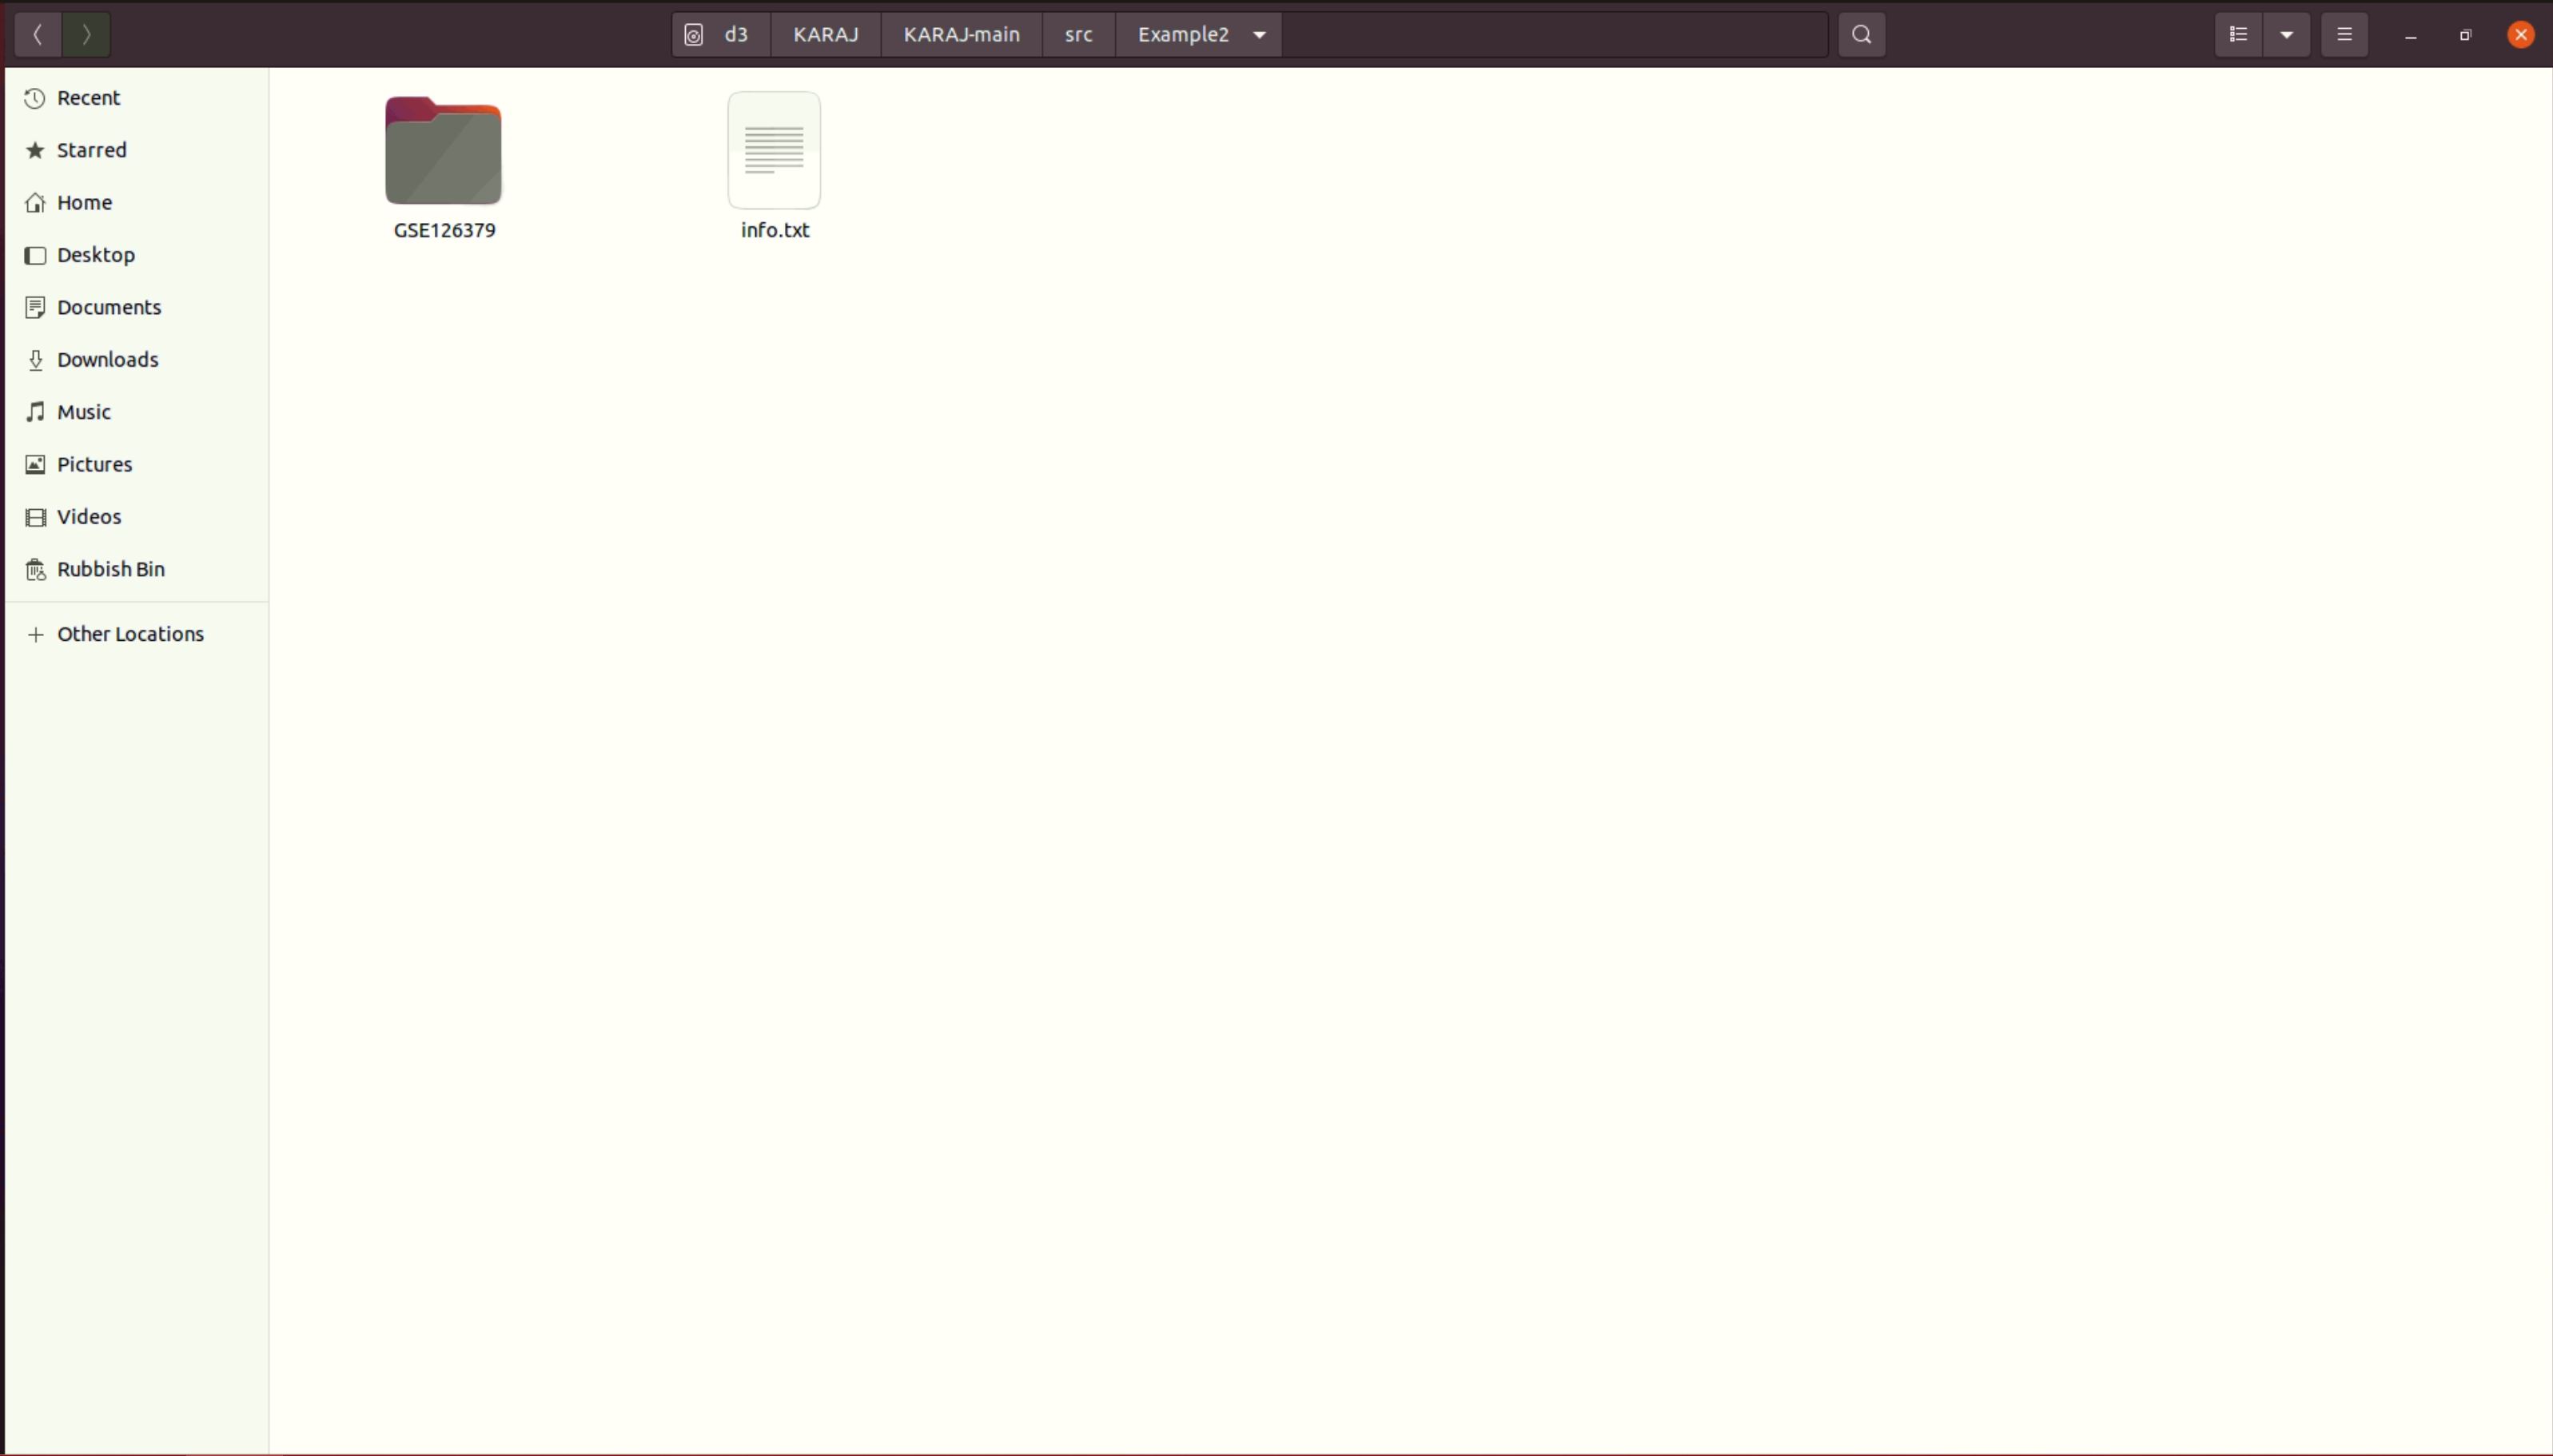 d3 KARAJ KARAJ-main src Example2
Recent
Starred
Home
Desktop
Documents
Downloads
Music
Pictures
Videos
Rubbish Bin
Other Locations
GSE126379
info.txt